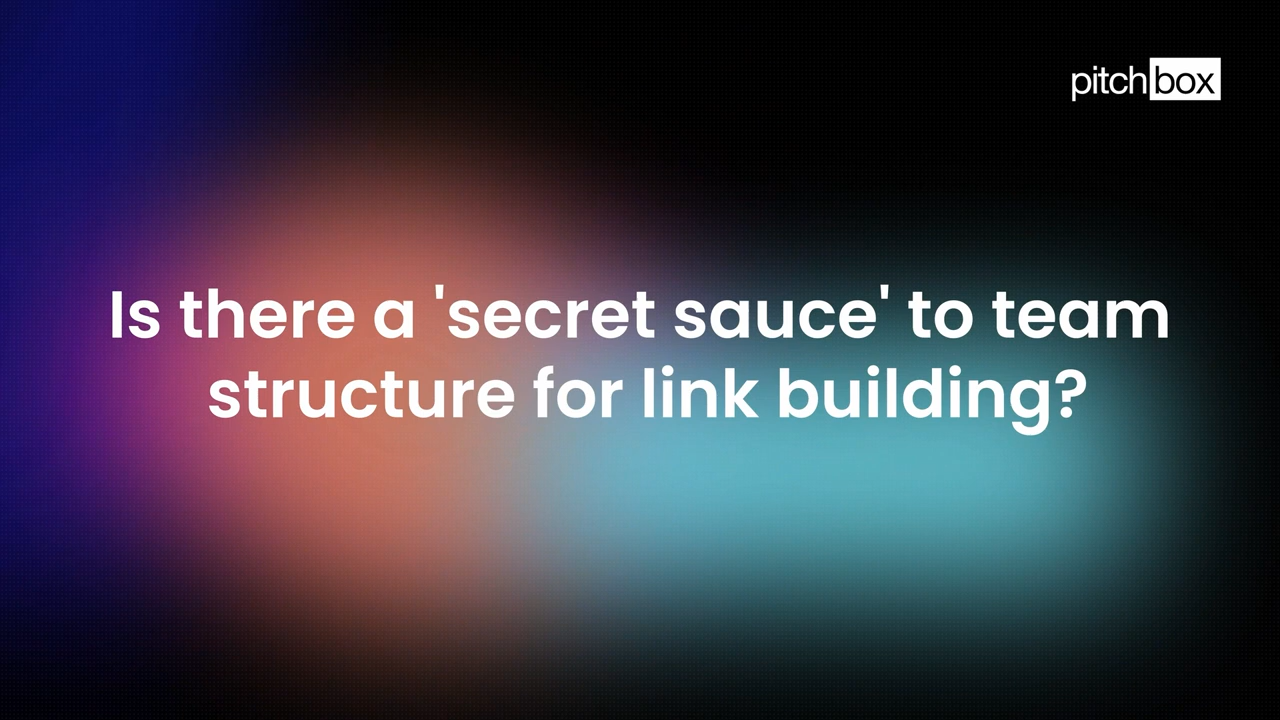 pitchbox
Is there a 'secret sauce' to team
structure for link building?